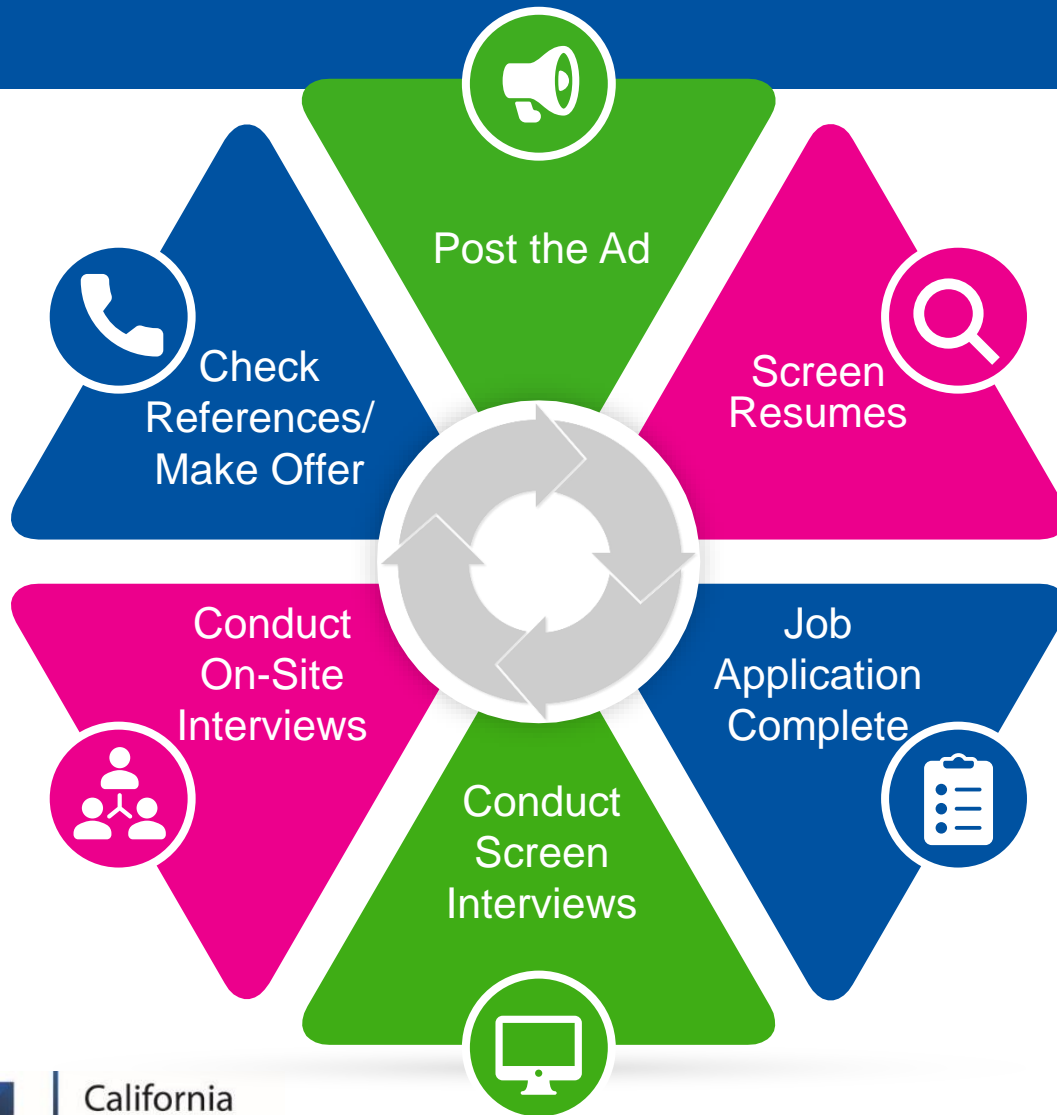 Post the Ad
Screen
Resumes
Job
Application
Complete
Conduct
Screen
Interviews
Conduct
On-Site
Interviews
Check
References/
Make Offer
California